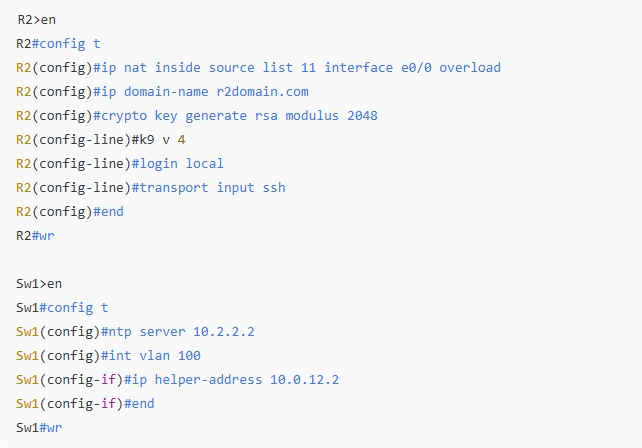 R2>en
R2#config t
R2(config)#ip nat inside source list 11 interface e0/0 overload
R2(config)#ip domain-name r2domain.com
R2(config)#crypto key generate rsa modulus 2048
R2(config-line)#k9 v 4
R2(config-line)#login local
R2(config-line)#transport input ssh
R2(config)#end
R2#wr

Sw1>en
Sw1#config t
Sw1(config)#ntp server 10.2.2.2
Sw1(config)#int vlan 100
Sw1(config-if)#ip helper-address 10.0.12.2
Sw1(config-if)#end
Sw1#wr